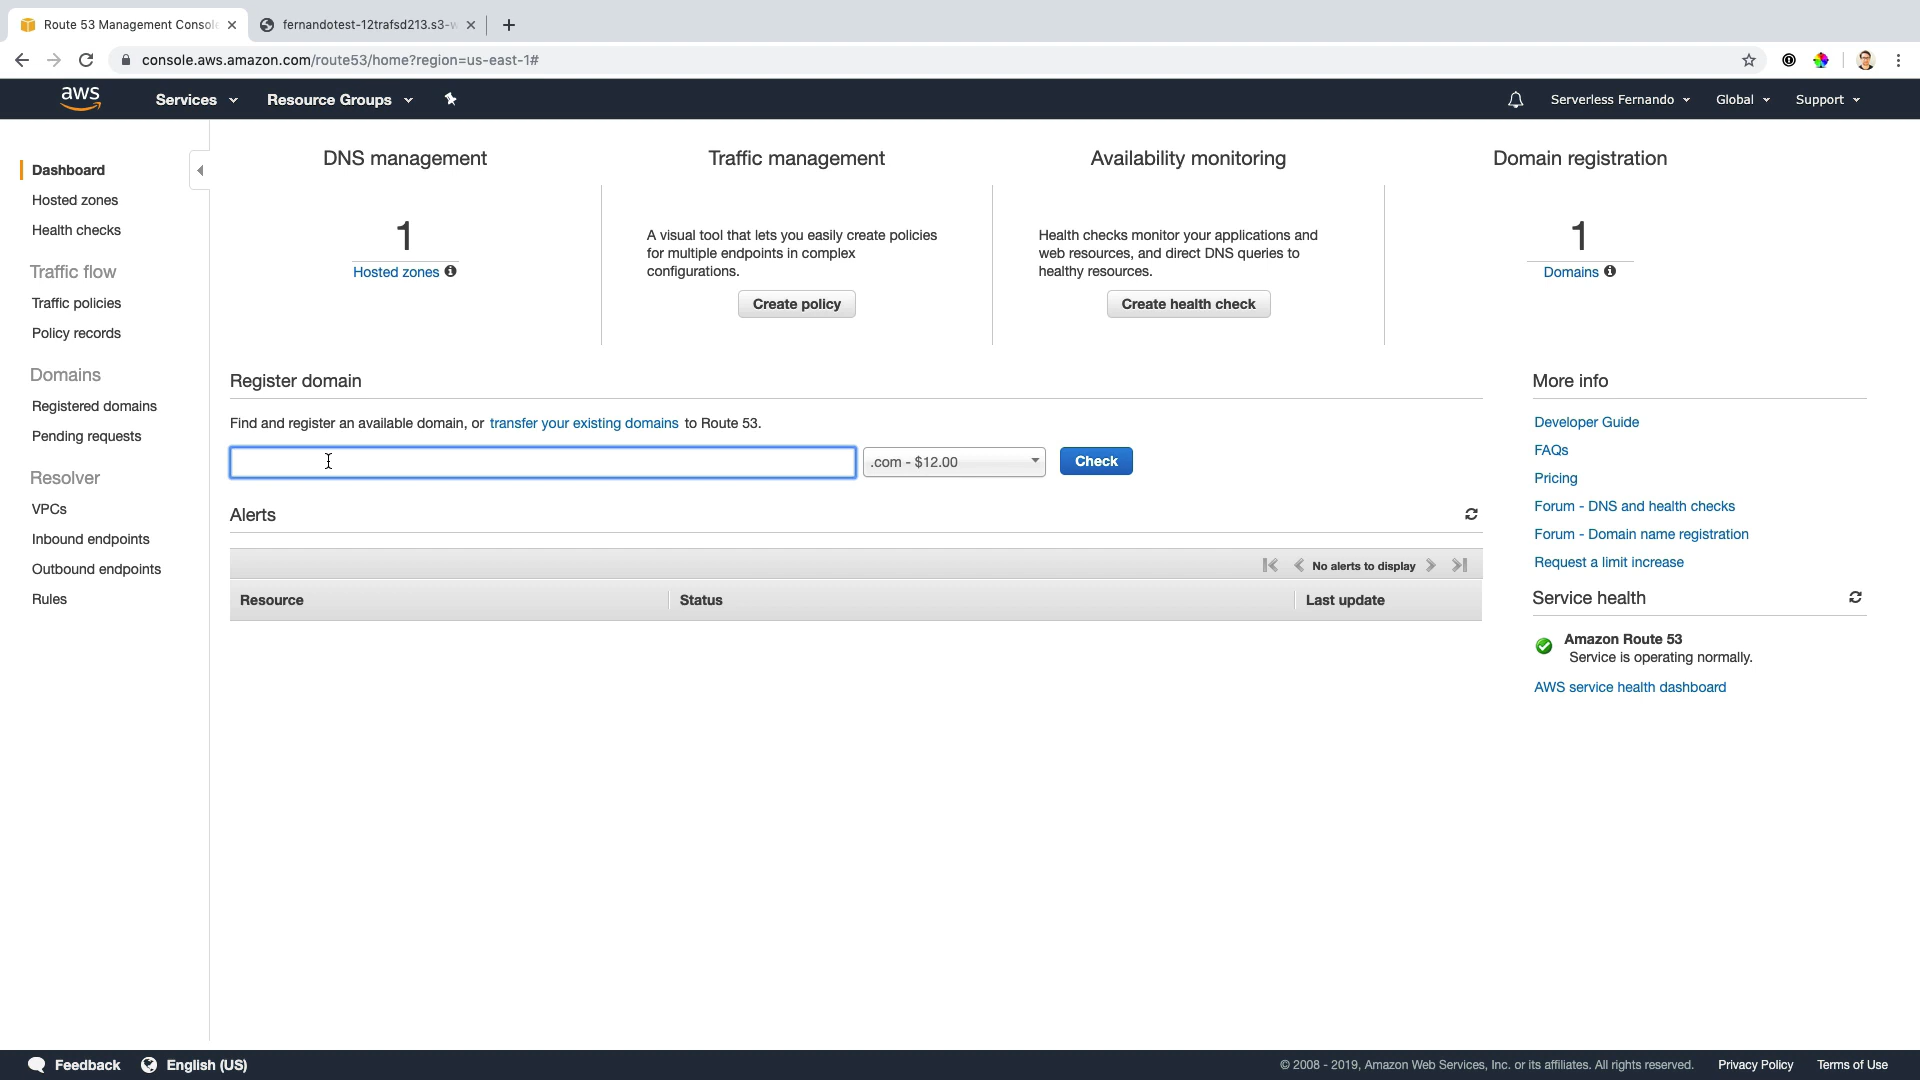 Route 53 Management Console
fernandotest-12trafsd213.s3-w
console.aws.amazon.com/route53/home?region=us-east-1#
aws
Services
Resource Groups
Serverless Fernando
Global
Support
Dashboard
Hosted zones
Health checks
Traffic flow
Traffic policies
Policy records
Domains
Registered domains
Pending requests
Resolver
VPCs
Inbound endpoints
Outbound endpoints
Rules
DNS management
1
Hosted zones
Traffic management
A visual tool that lets you easily create policies
for multiple endpoints in complex
configurations.
Create policy
Availability monitoring
Health checks monitor your applications and
web resources, and direct DNS queries to
healthy resources.
Create health check
Domain registration
1
Domains
Register domain
Find and register an available domain, or transfer your existing domains to Route 53.
.com - $12.00
Check
Alerts
No alerts to display
Resource
Status
Last update
More info
Developer Guide
FAQs
Pricing
Forum - DNS and health checks
Forum - Domain name registration
Request a limit increase
Service health
Amazon Route 53
Service is operating normally.
AWS service health dashboard
Feedback
English (US)
© 2008 - 2019, Amazon Web Services, Inc. or its affiliates. All rights reserved.
Privacy Policy
Terms of Use